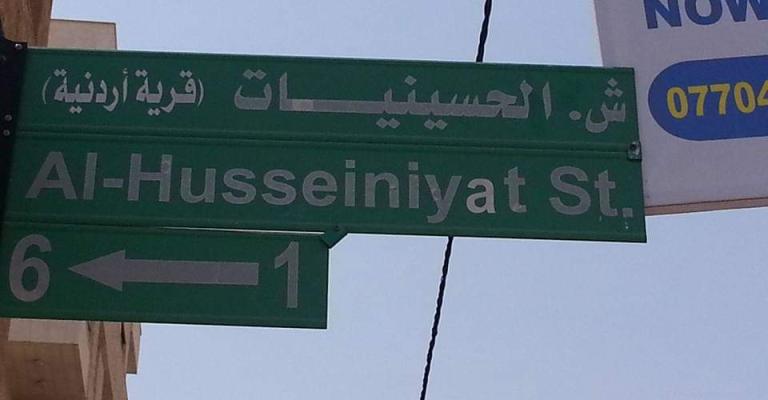 ش. الحسينيات (قرية أردنية)
Al-Husseiniyat St.
6 ← 1
NOW
07704